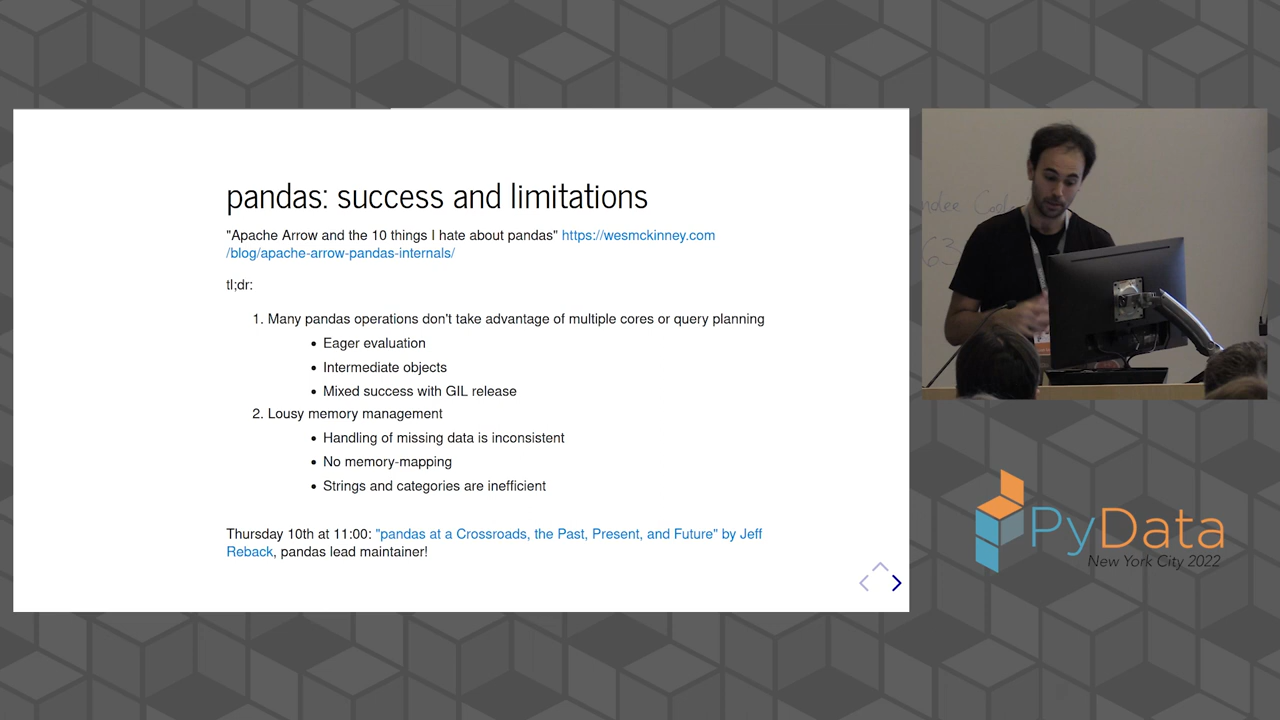 pandas: success and limitations
"Apache Arrow and the 10 things I hate about pandas" https://wesmckinney.com
/blog/apache-arrow-pandas-internals/
tl;dr:
1. Many pandas operations don't take advantage of multiple cores or query planning
• Eager evaluation
• Intermediate objects
• Mixed success with GIL release
2. Lousy memory management
• Handling of missing data is inconsistent
• No memory-mapping
• Strings and categories are inefficient
Thursday 10th at 11:00: "pandas at a Crossroads, the Past, Present, and Future" by Jeff
Reback, pandas lead maintainer!
63
PyData
New York City 2022